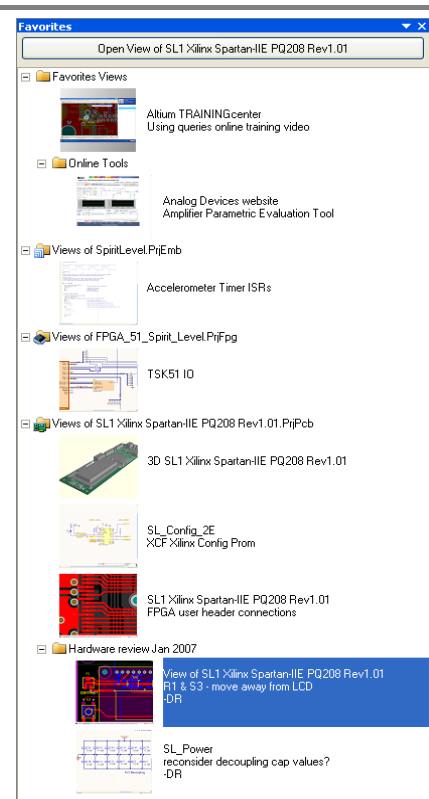 Favorites
Open View of SL1 Xilinx Spartan-IIE PQ208 Rev1.01
Favorites Views
Altium TRAININGcenter
Using queries online training video
Online Tools
Analog Devices website
Amplifier Parametric Evaluation Tool
Views of SpiritLevel.PrjEmb
Accelerometer Timer ISRs
Views of FPGA_51_Spirit_Level.PrjFpg
TSK51 IO
Views of SL1 Xilinx Spartan-IIE PQ208 Rev1.01.PrjPcb
3D SL1 Xilinx Spartan-IIE PQ208 Rev1.01
SL_Config_2E
XCF Xilinx Config Prom
SL1 Xilinx Spartan-IIE PQ208 Rev1.01
FPGA user header connections
Hardware review Jan 2007
View of SL1 Xilinx Spartan-IIE PQ208 Rev1.01
R1 & S3 - move away from LCD
-DR
SL_Power
reconsider decoupling cap values?
-DR